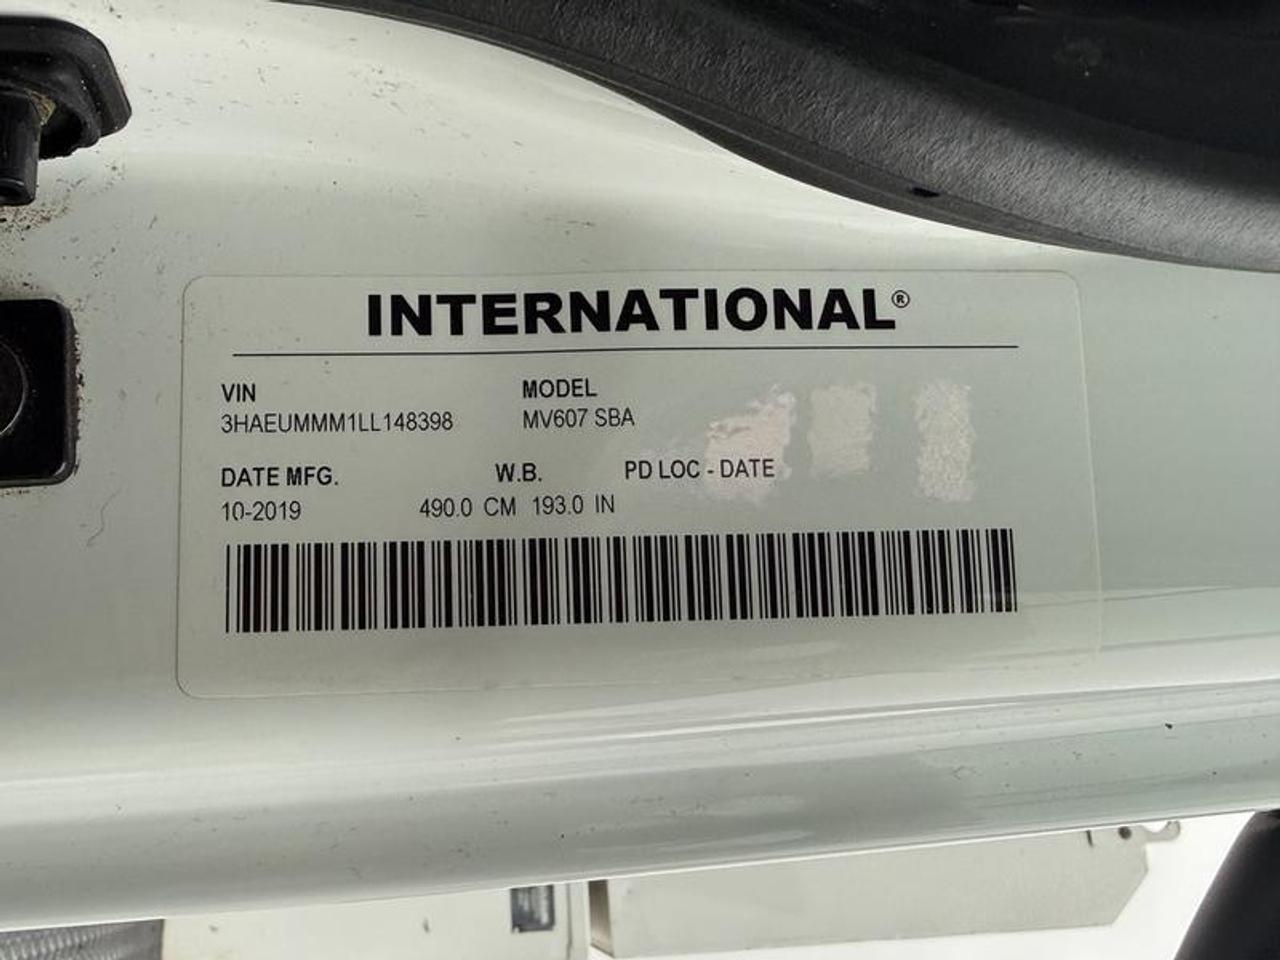 INTERNATIONAL®
VIN MODEL
3HAEUMMM1LL148398 MV607 SBA
DATE MFG. W.B. PD LOC - DATE
10-2019 490.0 CM 193.0 IN